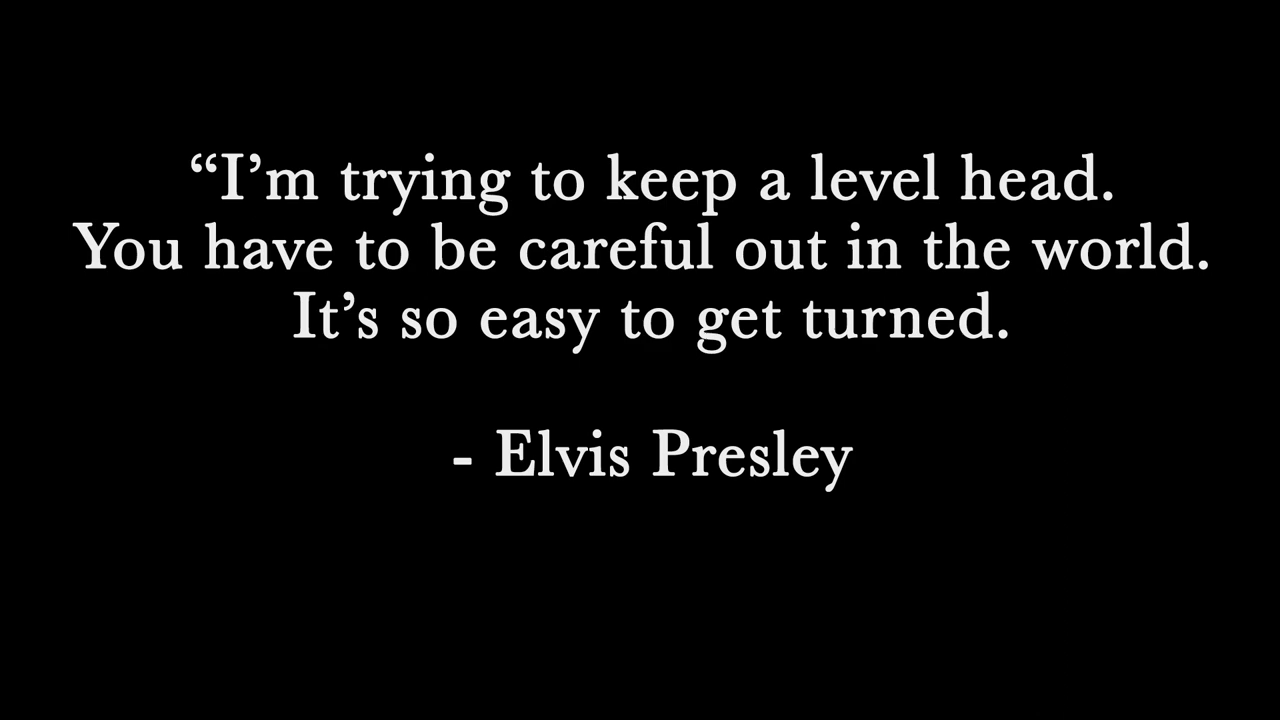 “I’m trying to keep a level head.
You have to be careful out in the world.
It’s so easy to get turned.
- Elvis Presley